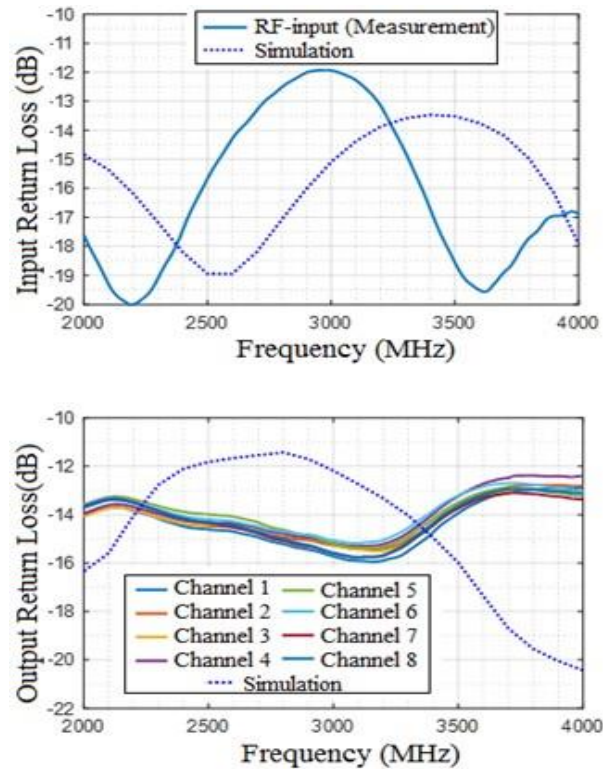 -10
RF-input (Measurement)
Simulation
-11
-12
-13
-14
-15
-16
-17
-18
-19
-20
Input Return Loss (dB)
2000 2500 3000 3500 4000
Frequency (MHz)
-10
-12
-14
-16
-18
-20
-22
Output Return Loss(dB)
Channel 1 Channel 5
Channel 2 Channel 6
Channel 3 Channel 7
Channel 4 Channel 8
Simulation
2000 2500 3000 3500 4000
Frequency (MHz)